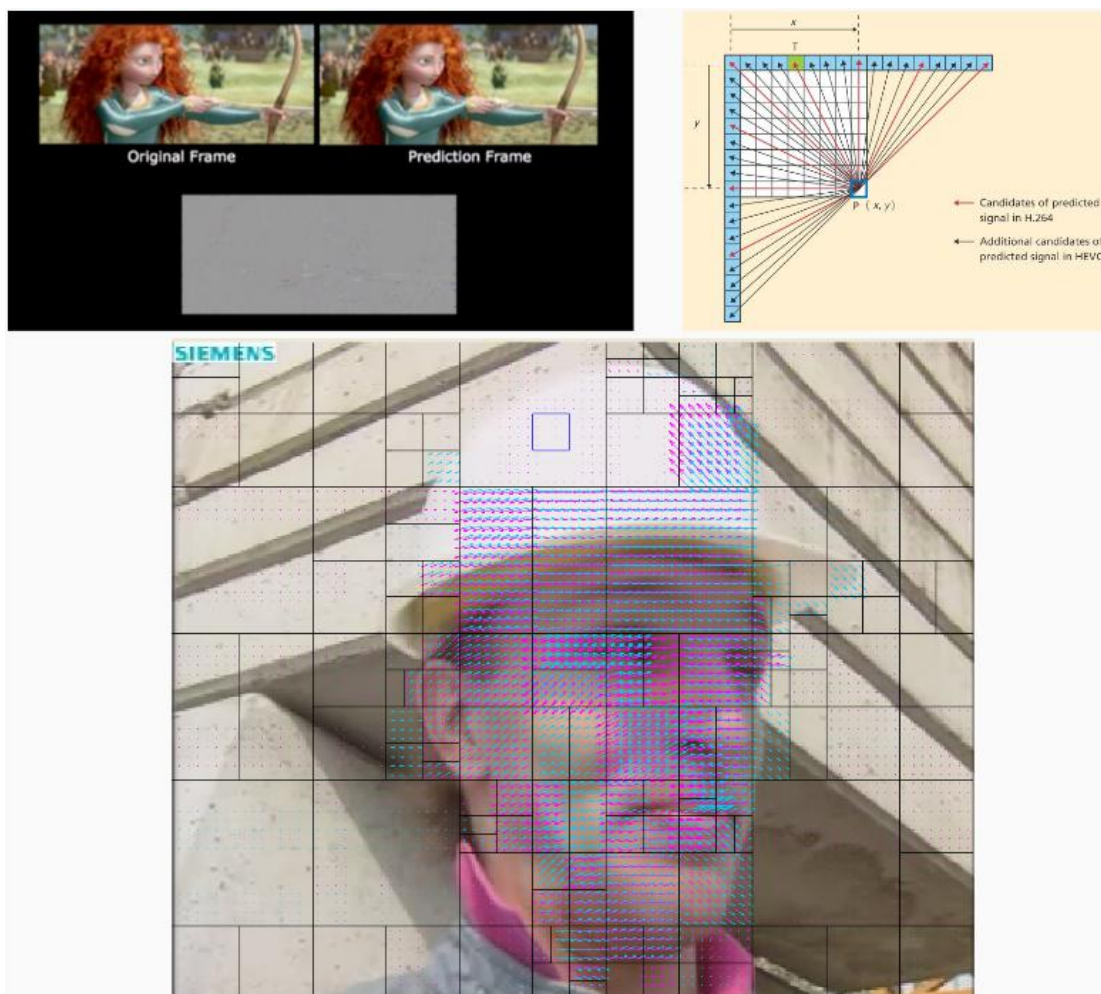 Original Frame
Prediction Frame
x
T
y
P (x, y)
Candidates of predicted
signal in H.264
Additional candidates of
predicted signal in HEVC
SIEMENS